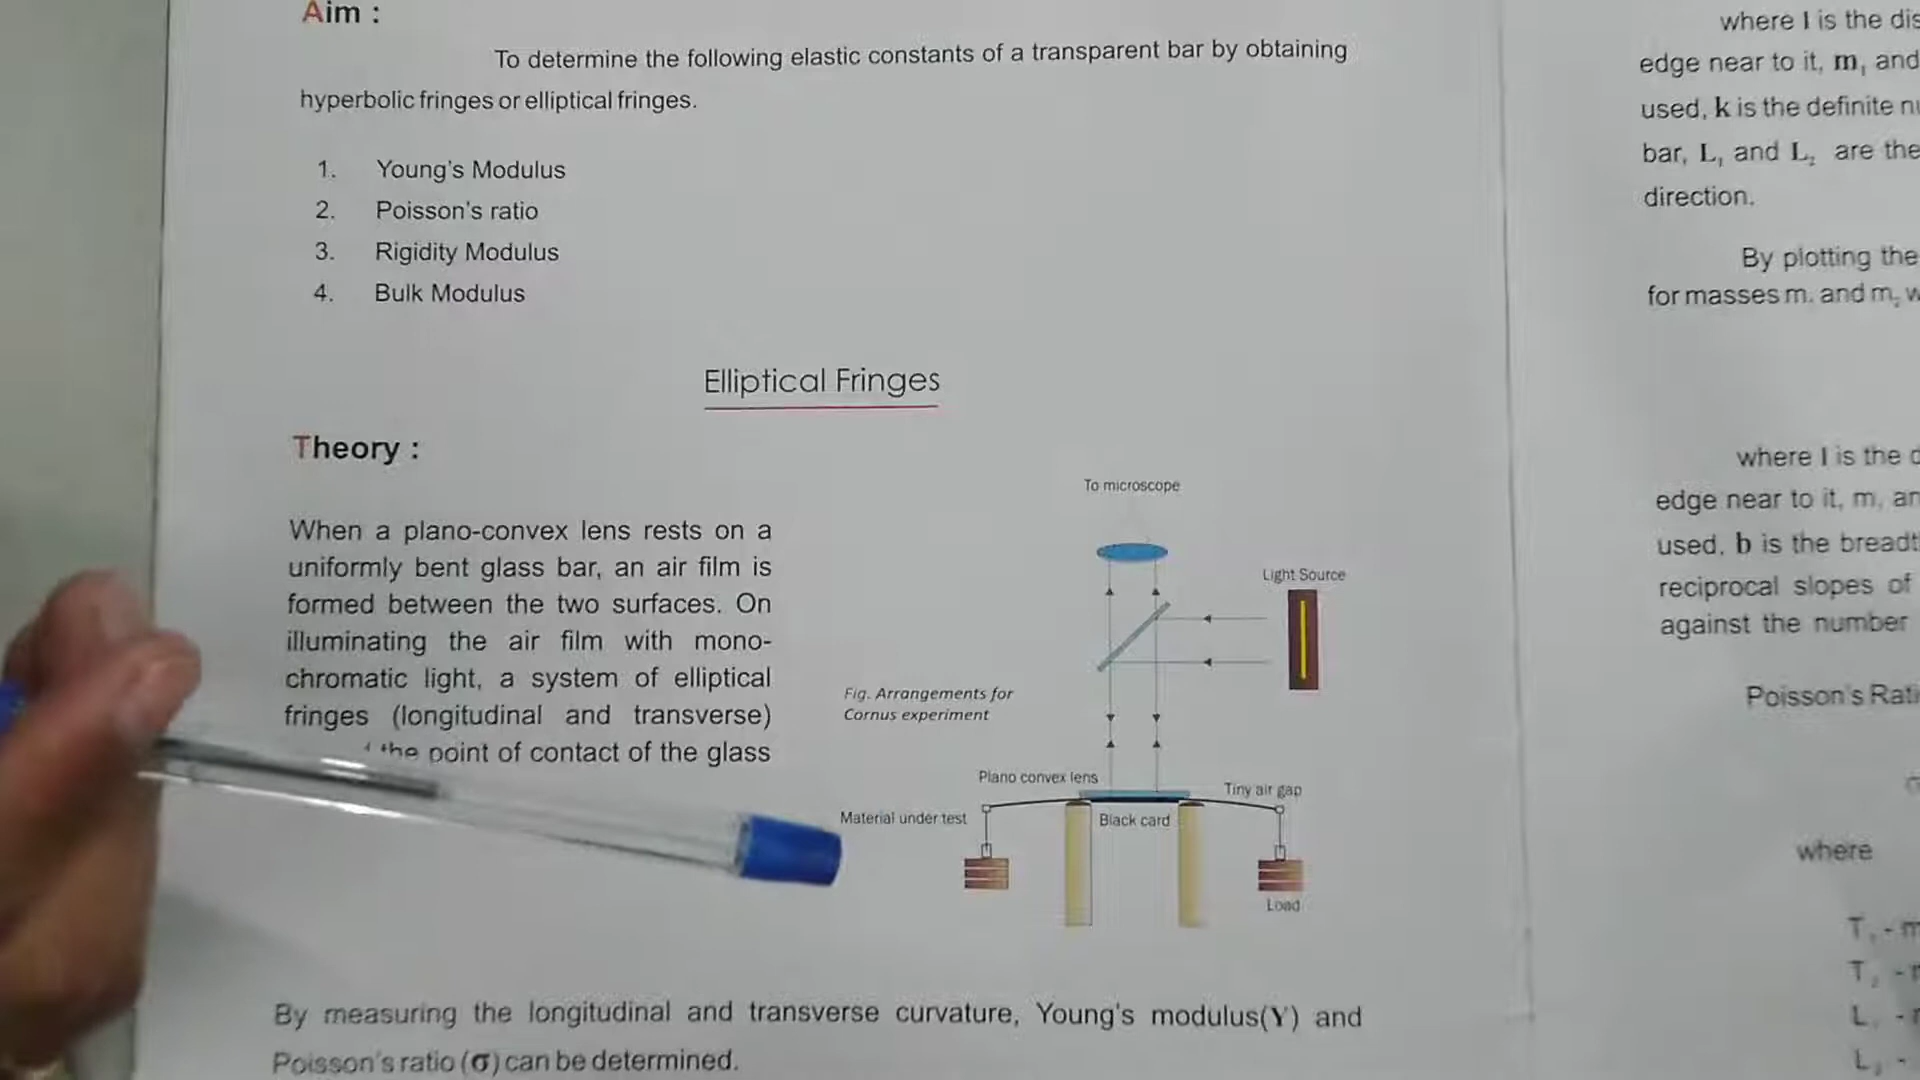 Aim :
To determine the following elastic constants of a transparent bar by obtaining
hyperbolic fringes or elliptical fringes.
1. Young's Modulus
2. Poisson's ratio
3. Rigidity Modulus
4. Bulk Modulus
Elliptical Fringes
Theory :
When a plano-convex lens rests on a
uniformly bent glass bar, an air film is
formed between the two surfaces. On
illuminating the air film with mono-
chromatic light, a system of elliptical
fringes (longitudinal and transverse)
the point of contact of the glass
To microscope
Light Source
Fig. Arrangements for
Cornus experiment
Plano convex lens
Tiny air gap
Material under test
Black card
Load
By measuring the longitudinal and transverse curvature, Young's modulus(Y) and
Poisson's ratio (σ) can be determined.
where l is the
edge near to it, m₁ and
used, k is the definite
bar, L₁ and L₂ are the
direction.
By plotting the
for masses m₁ and m₂
where l is the
edge near to it, m,
used, b is the
reciprocal slopes of
against the number
Poisson's
where